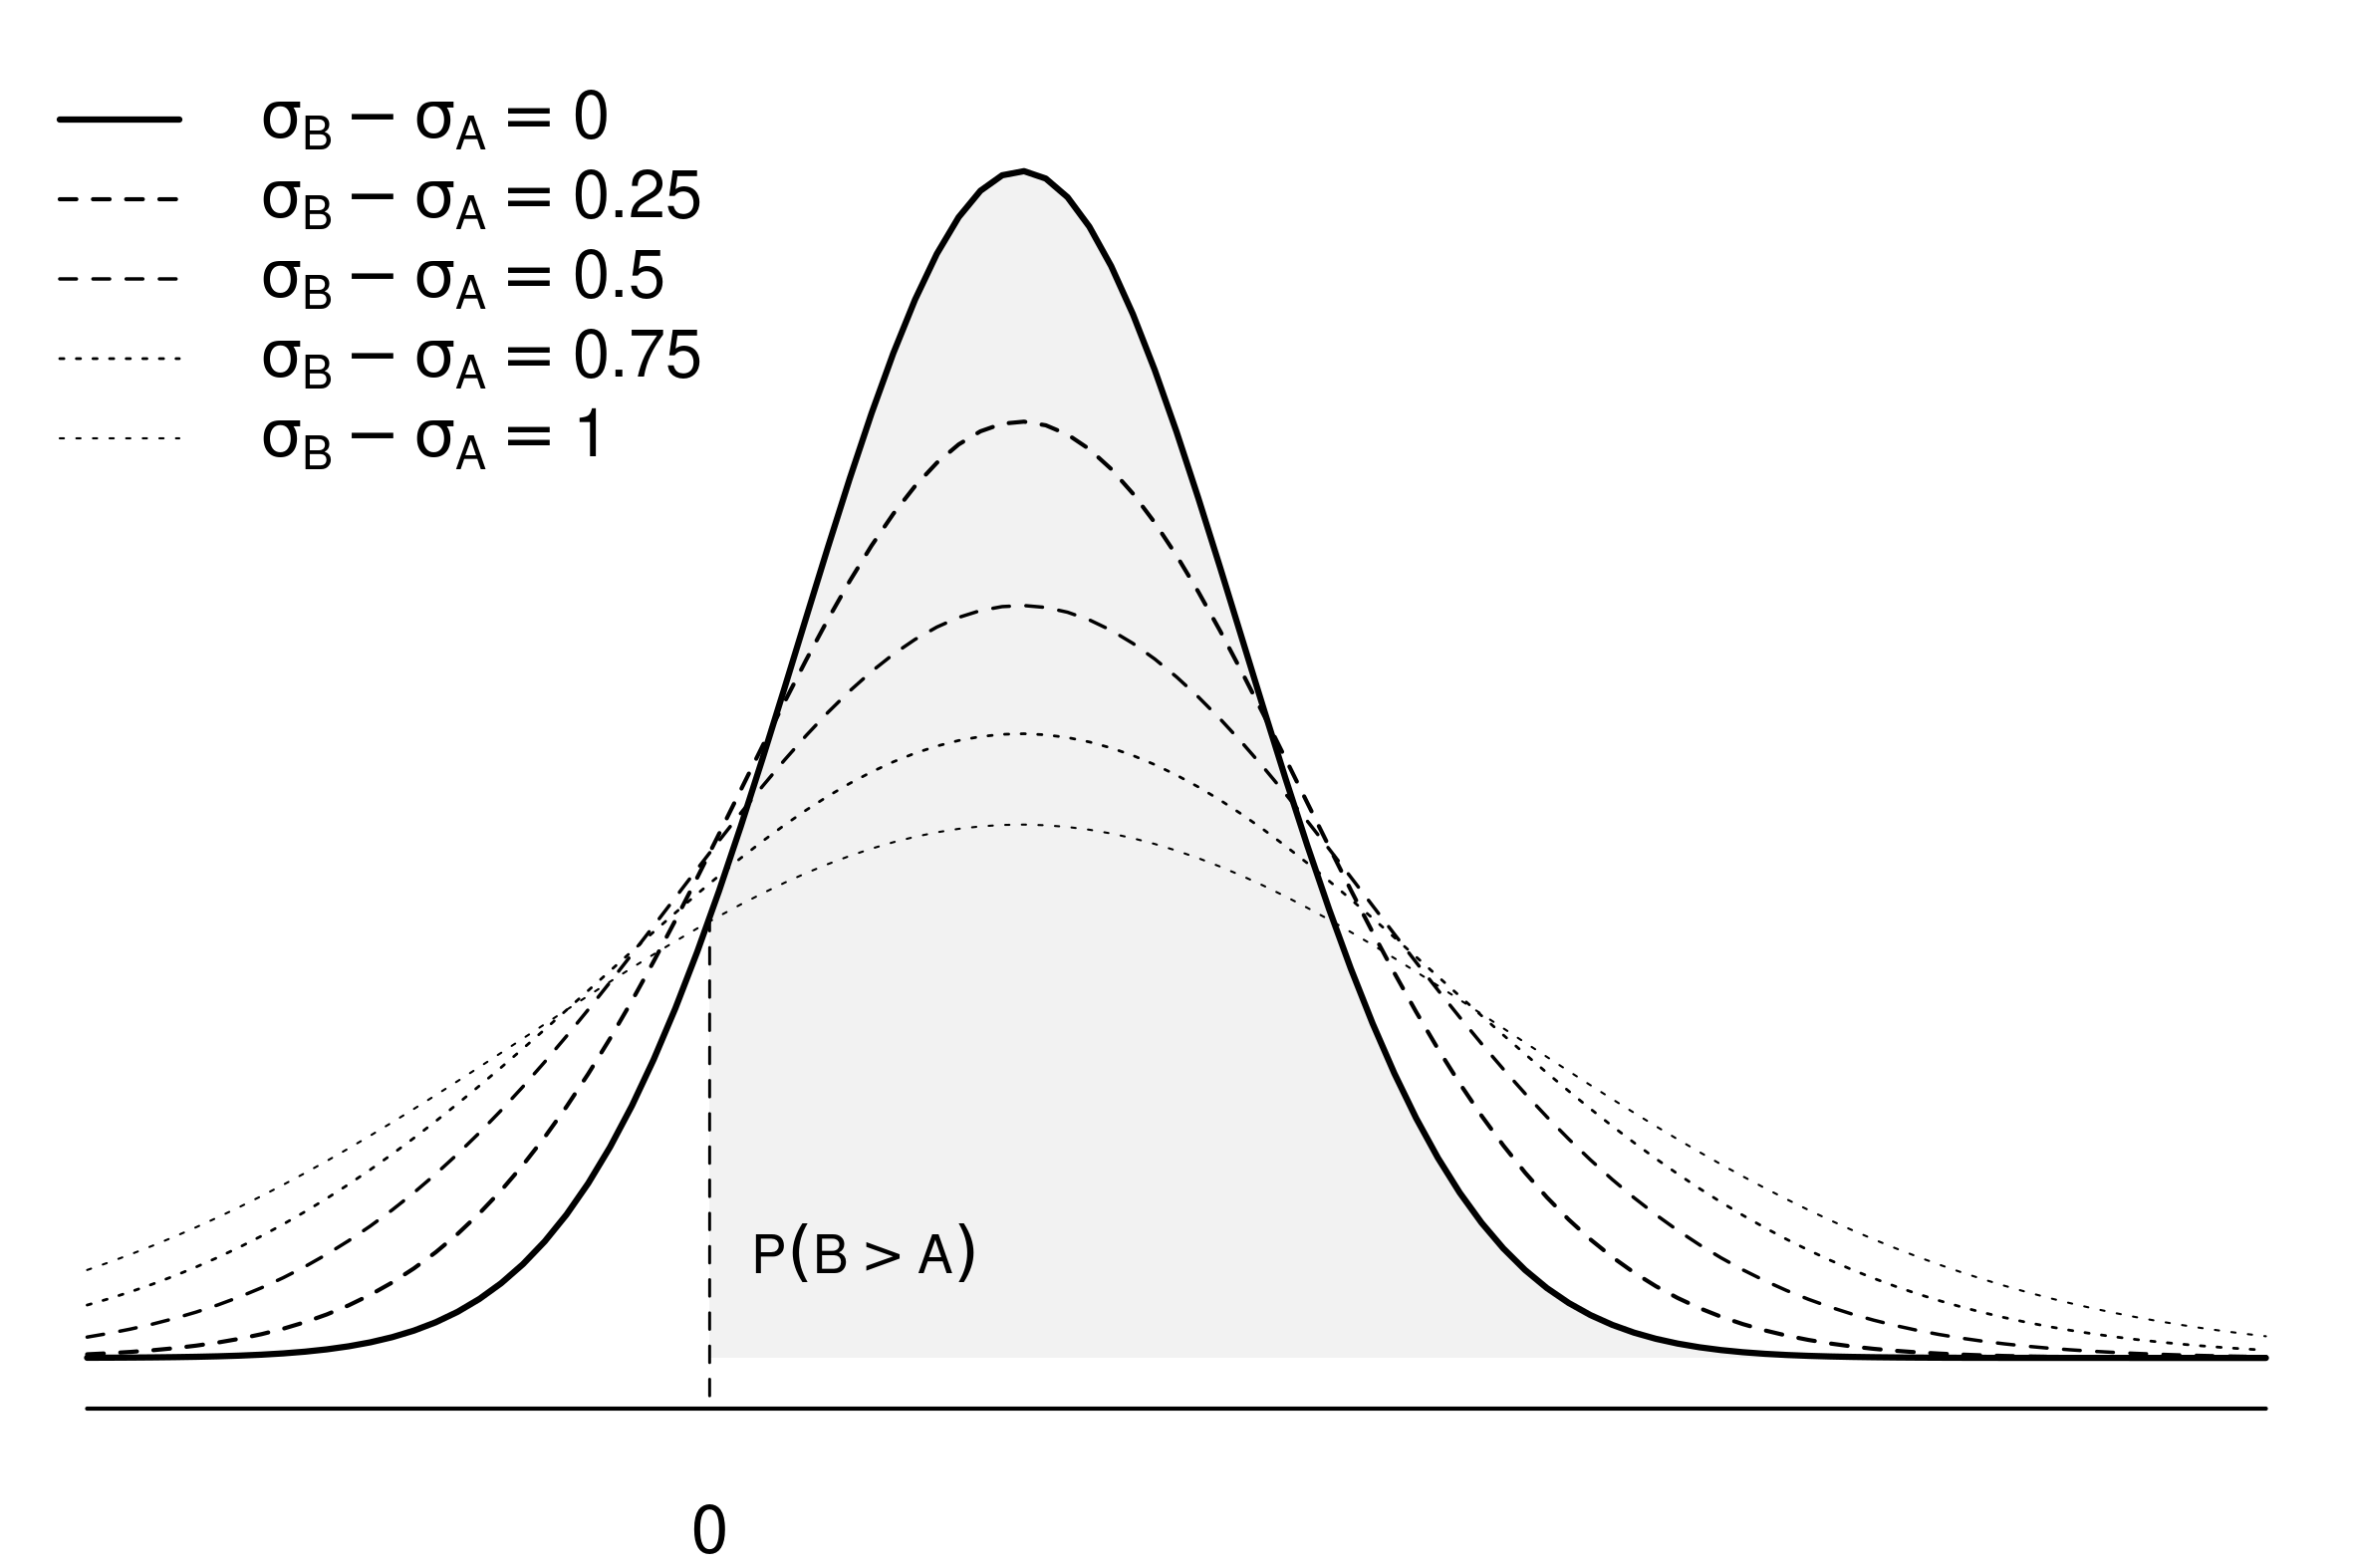 σB − σA = 0
σB − σA = 0.25
σB − σA = 0.5
σB − σA = 0.75
σB − σA = 1
P(B > A)
0